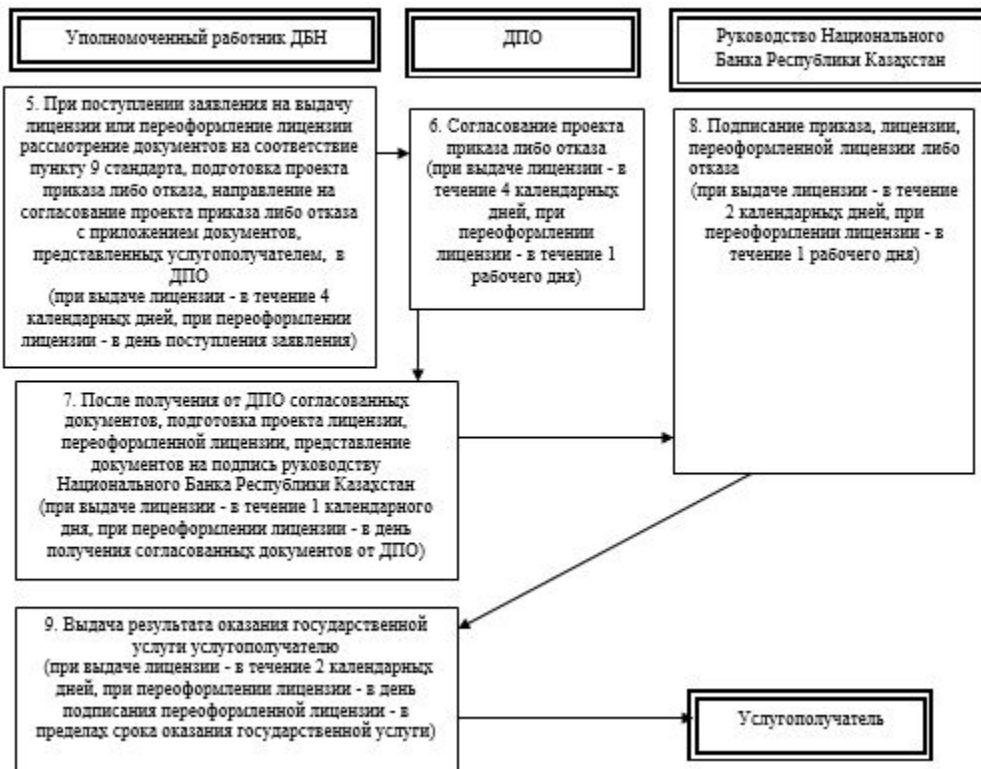 Уполномоченный работник ДБН
ДПО
Руководство Национального
Банка Республики Казахстан
5. При поступлении заявления на выдачу
лицензии или переоформление лицензии
рассмотрение документов на соответствие
пункту 9 стандарта, подготовка проекта
приказа либо отказа, направление на
согласование проекта приказа либо отказа
с приложением документов,
представленных услугополучателем, в
ДПО
(при выдаче лицензии - в течение 4
календарных дней, при переоформлении
лицензии - в день поступления заявления)
6. Согласование проекта
приказа либо отказа
(при выдаче лицензии - в
течение 4 календарных
дней, при
переоформлении
лицензии - в течение 1
рабочего дня)
8. Подписание приказа, лицензии,
переоформленной лицензии либо
отказа
(при выдаче лицензии - в течение
2 календарных дней, при
переоформлении лицензии - в
течение 1 рабочего дня)
7. После получения от ДПО согласованных
документов, подготовка проекта лицензии,
переоформленной лицензии, представление
документов на подпись руководству
Национального Банка Республики Казахстан
(при выдаче лицензии - в течение 1 календарного
дня, при переоформлении лицензии - в день
получения согласованных документов от ДПО)
9. Выдача результата оказания государственной
услуги услугополучателю
(при выдаче лицензии - в течение 2 календарных
дней, при переоформлении лицензии - в день
подписания переоформленной лицензии - в
пределах срока оказания государственной услуги)
Услугополучатель